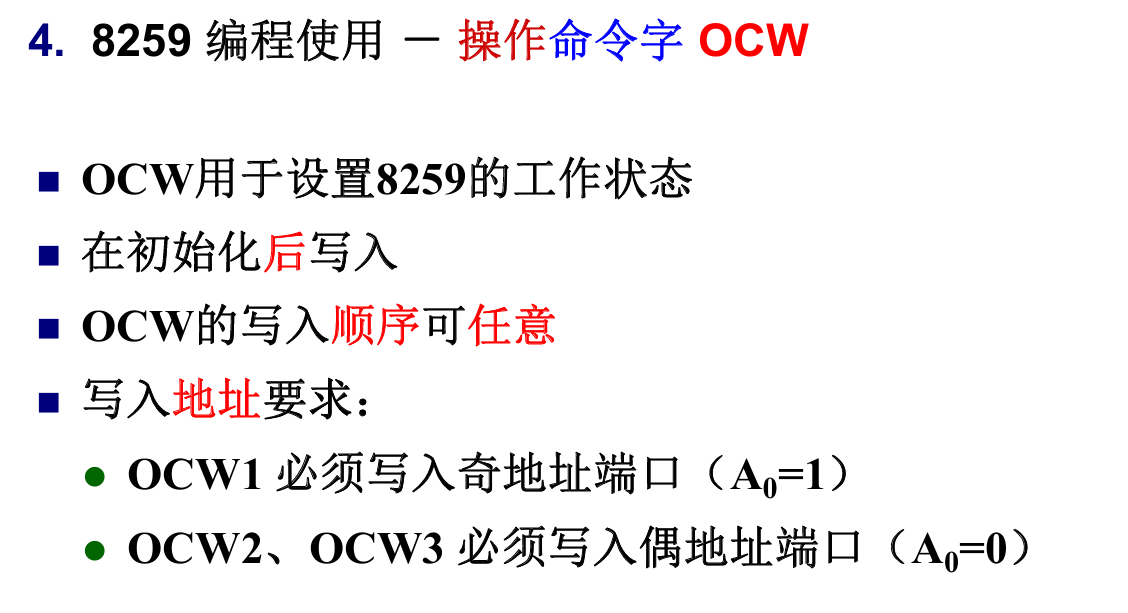 4. 8259 编程使用 － 操作命令字 OCW
OCW用于设置8259的工作状态
在初始化后写入
OCW的写入顺序可任意
写入地址要求：
OCW1 必须写入奇地址端口（A0=1）
OCW2、OCW3 必须写入偶地址端口（A0=0）